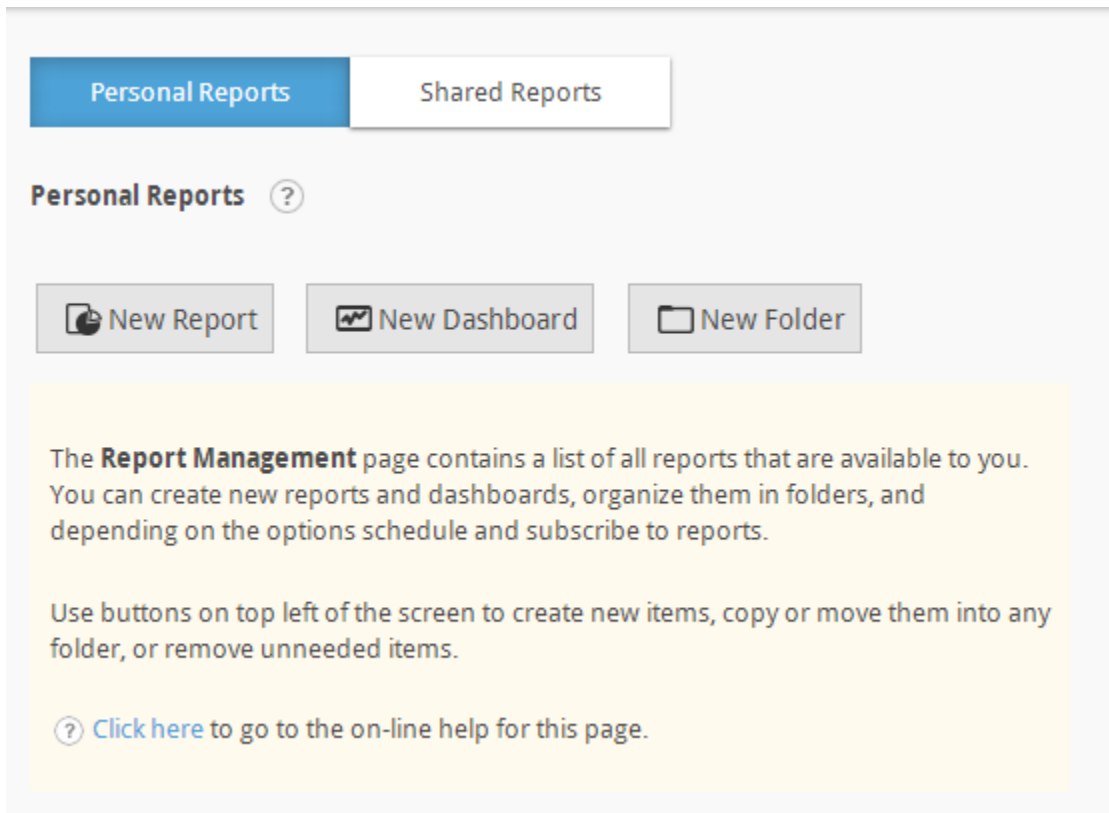 Personal Reports Shared Reports
Personal Reports ?
New Report New Dashboard New Folder
The Report Management page contains a list of all reports that are available to you.
You can create new reports and dashboards, organize them in folders, and
depending on the options schedule and subscribe to reports.
Use buttons on top left of the screen to create new items, copy or move them into any
folder, or remove unneeded items.
? Click here to go to the on-line help for this page.